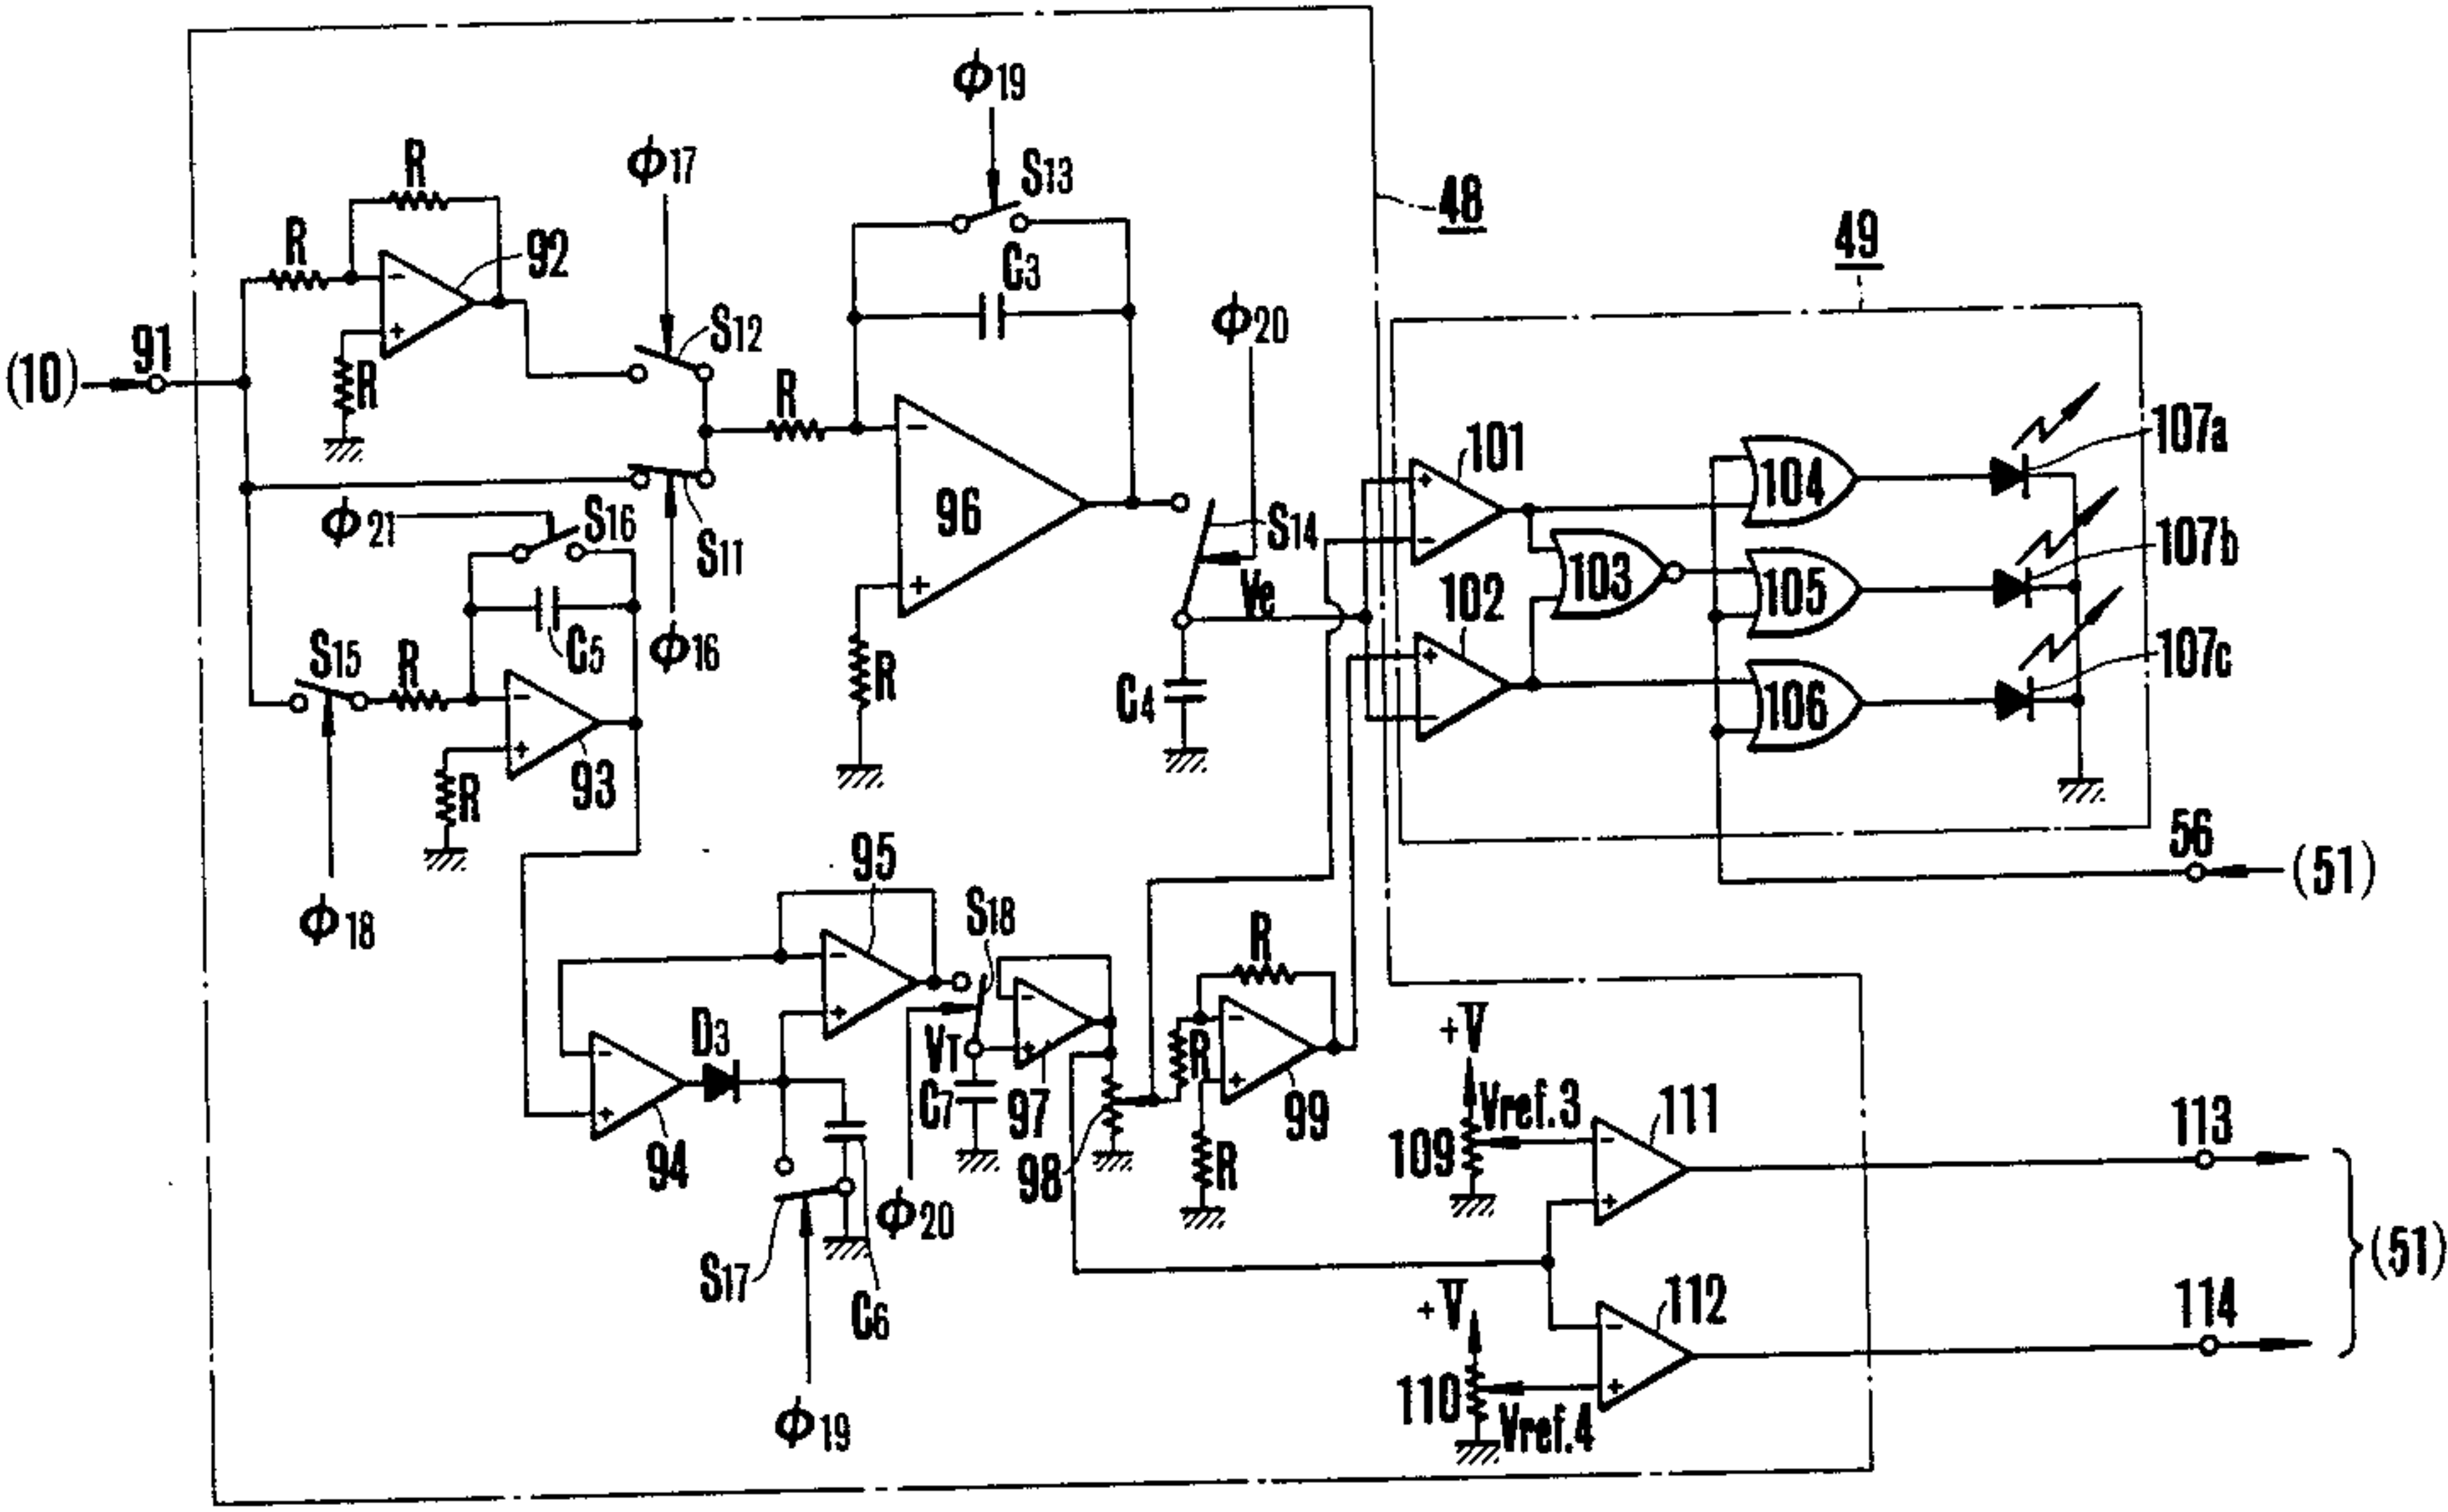 ϕ19
ϕ17
R
S13
48
49
R
92
C3
S12
ϕ20
91
(10)
R
R
107a
101
104
96
S14
ϕ21
S16
S11
107b
103
105
Ve
102
C5
ϕ16
S15
R
R
107c
C4
106
93
R
56
(51)
95
ϕ18
S18
R
D3
VT
R
+V
C7
97
99
Vref.3
111
113
94
98
109
R
ϕ20
(51)
S17
+V
112
114
C6
110
Vref.4
ϕ19